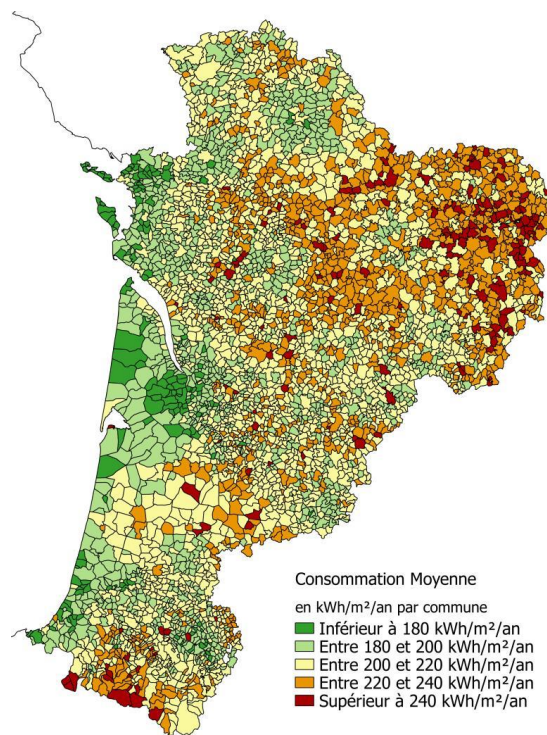 Consommation Moyenne
en kWh/m²/an par commune
Inférieur à 180 kWh/m²/an
Entre 180 et 200 kWh/m²/an
Entre 200 et 220 kWh/m²/an
Entre 220 et 240 kWh/m²/an
Supérieur à 240 kWh/m²/an